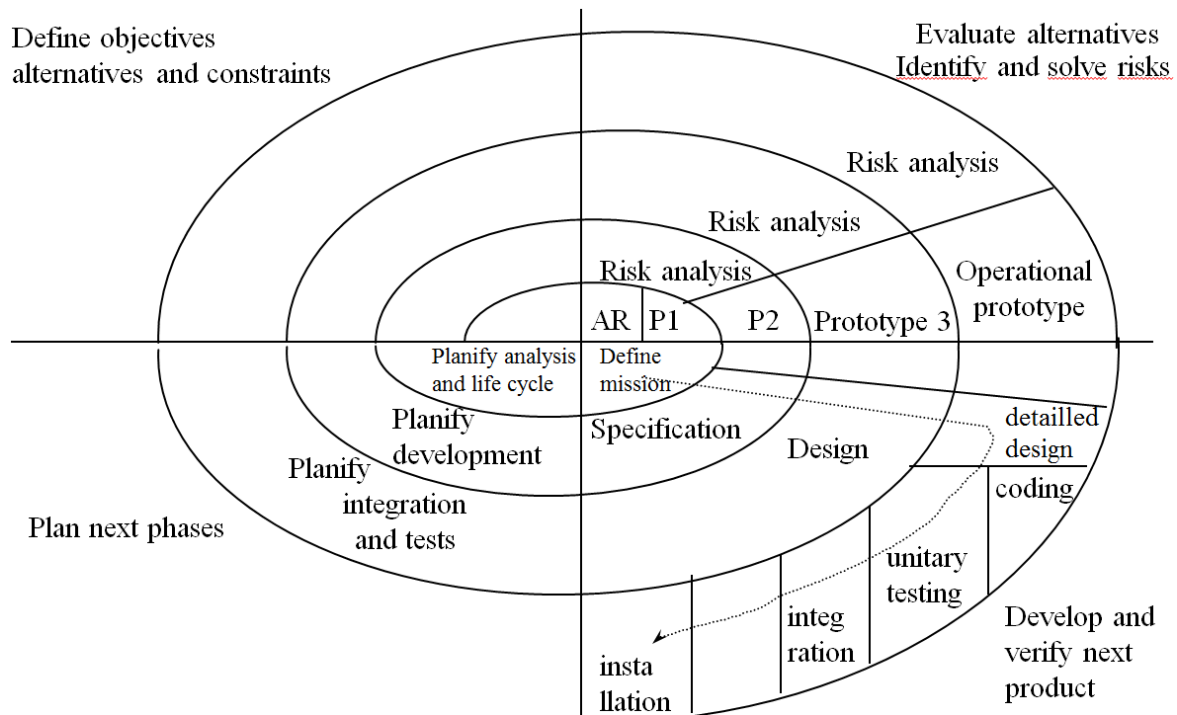 Define objectives
alternatives and constraints
Evaluate alternatives
Identify and solve risks
Risk analysis
Risk analysis
Risk analysis
Operational
prototype
AR
P1
P2
Prototype 3
Planify analysis
and life cycle
Define
mission
Planify
development
Specification
Design
detailled
design
Planify
integration
and tests
Plan next phases
coding
unitary
testing
integ
ration
insta
llation
Develop and
verify next
product